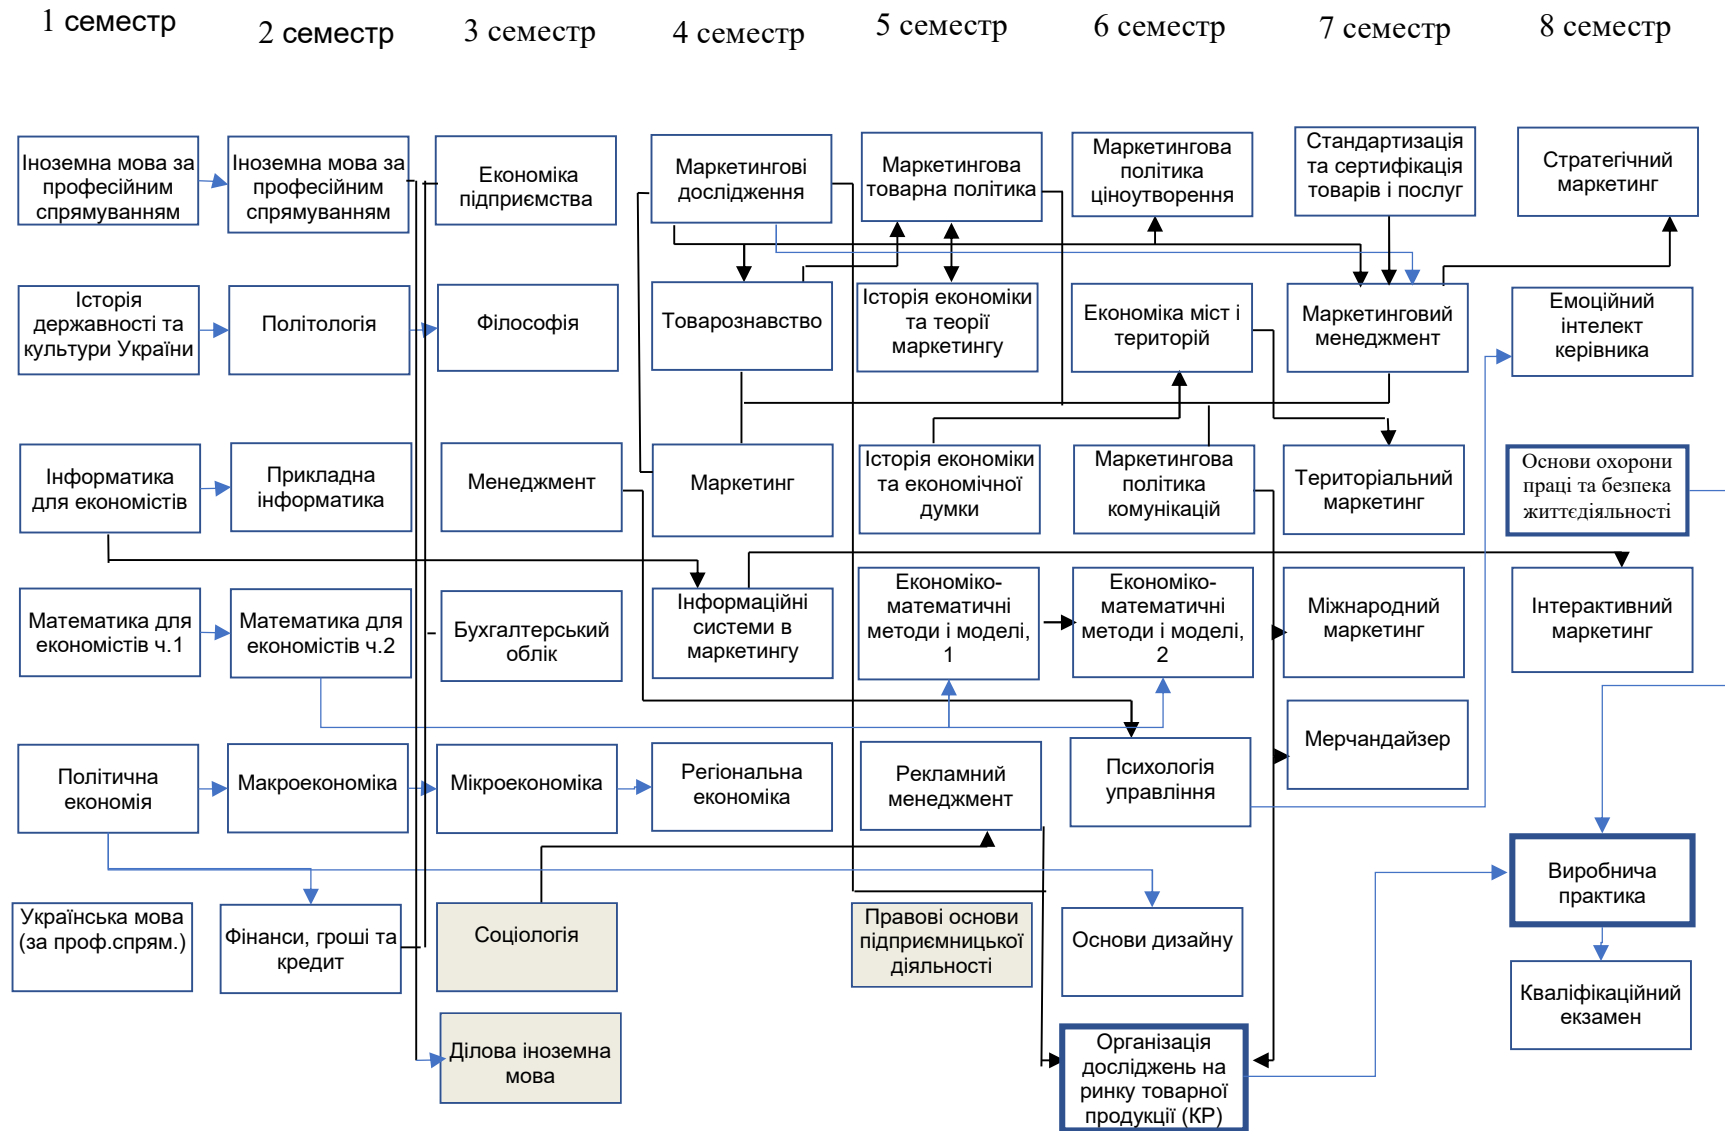 1 семестр
2 семестр
3 семестр
4 семестр
5 семестр
6 семестр
7 семестр
8 семестр
Іноземна мова за
професійним
спрямуванням
Іноземна мова за
професійним
спрямуванням
Економіка
підприємства
Маркетингові
дослідження
Маркетингова
товарна політика
Маркетингова
політика
ціноутворення
Стандартизація
та сертифікація
товарів і послуг
Стратегічний
маркетинг
Історія
державності та
культури України
Політологія
Філософія
Товарознавство
Історія економіки
та теорії
маркетингу
Економіка міст і
територій
Маркетинговий
менеджмент
Емоційний
інтелект
керівника
Інформатика
для економістів
Прикладна
інформатика
Менеджмент
Маркетинг
Історія економіки
та економічної
думки
Маркетингова
політика
комунікацій
Територіальний
маркетинг
Основи охорони
праці та безпека
життєдіяльності
Математика для
економістів ч.1
Математика для
економістів ч.2
Бухгалтерський
облік
Інформаційні
системи в
маркетингу
Економіко-
математичні
методи і моделі,
1
Економіко-
математичні
методи і моделі,
2
Міжнародний
маркетинг
Інтерактивний
маркетинг
Політична
економія
Макроекономіка
Мікроекономіка
Регіональна
економіка
Рекламний
менеджмент
Психологія
управління
Мерчандайзер
Виробнича
практика
Українська мова
(за проф.спрям.)
Фінанси, гроші та
кредит
Соціологія
Правові основи
підприємницької
діяльності
Основи дизайну
Кваліфікаційний
екзамен
Ділова іноземна
мова
Організація
досліджень на
ринку товарної
продукції (КР)